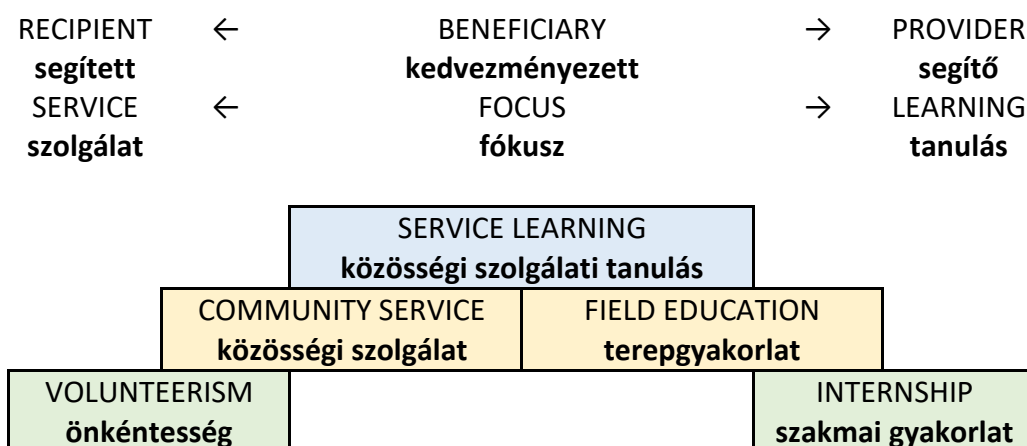 RECIPIENT ← BENEFICIARY → PROVIDER
segített kedvezményezett segítő
SERVICE ← FOCUS → LEARNING
szolgálat fókusz tanulás
SERVICE LEARNING
közösségi szolgálati tanulás
COMMUNITY SERVICE FIELD EDUCATION
közösségi szolgálat terepgyakorlat
VOLUNTEERISM INTERNSHIP
önkéntesség szakmai gyakorlat